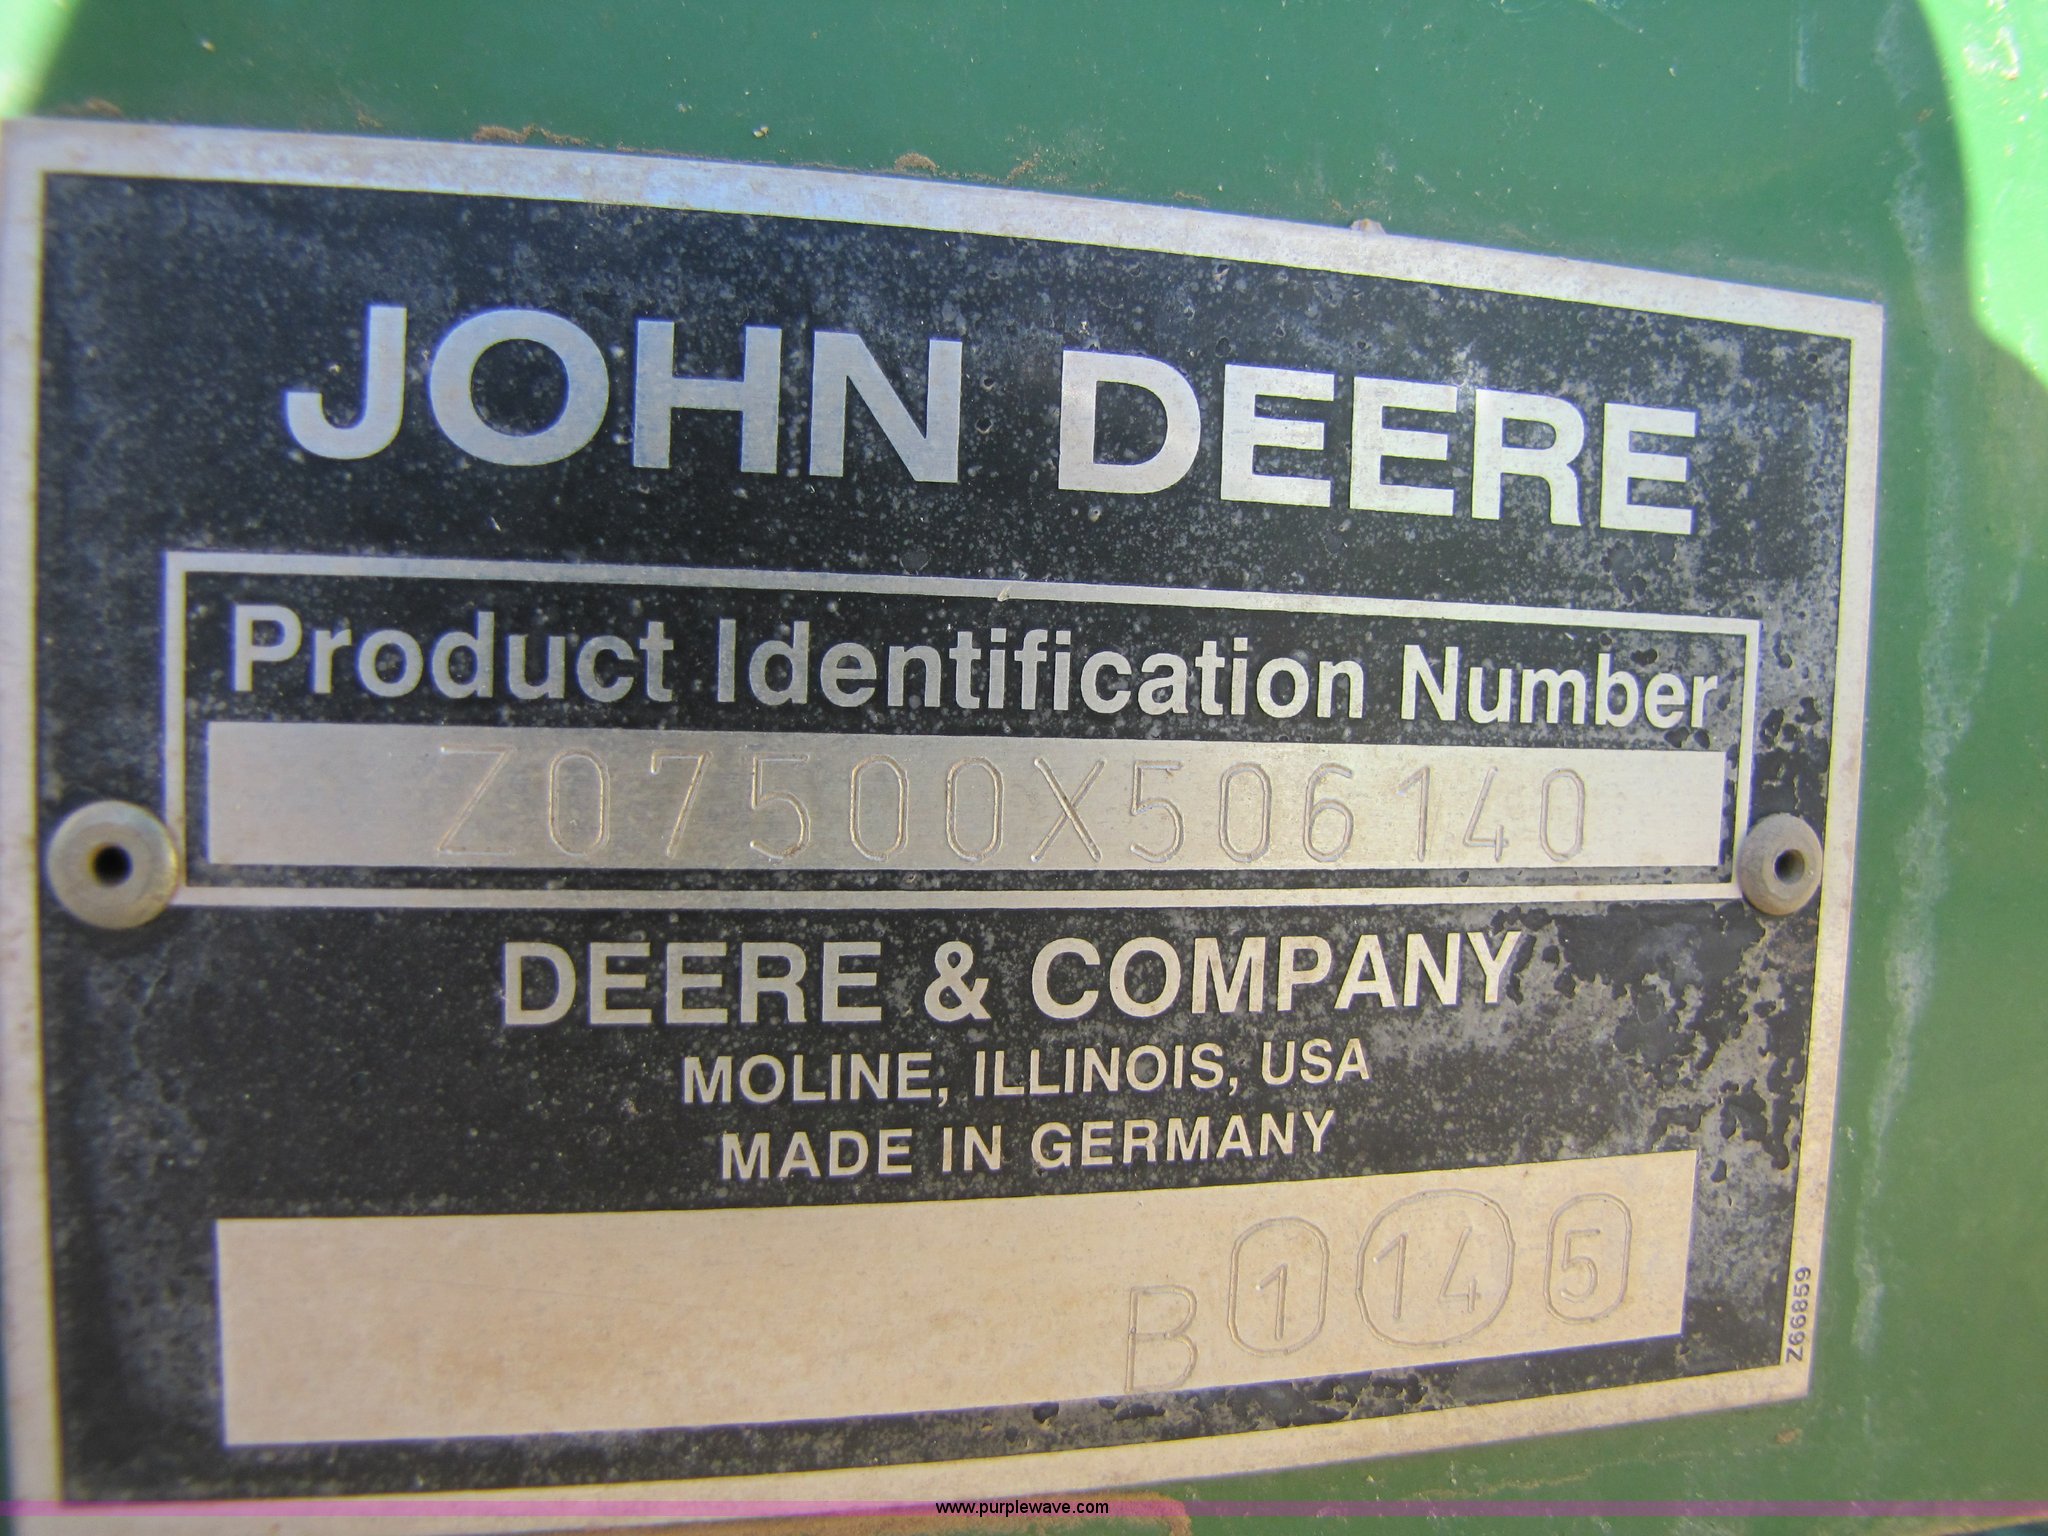 JOHN DEERE
Product Identification Number
Z07500X506140
DEERE & COMPANY
MOLINE, ILLINOIS, USA
MADE IN GERMANY
B 1 14 5
Z66859
www.purplewave.com